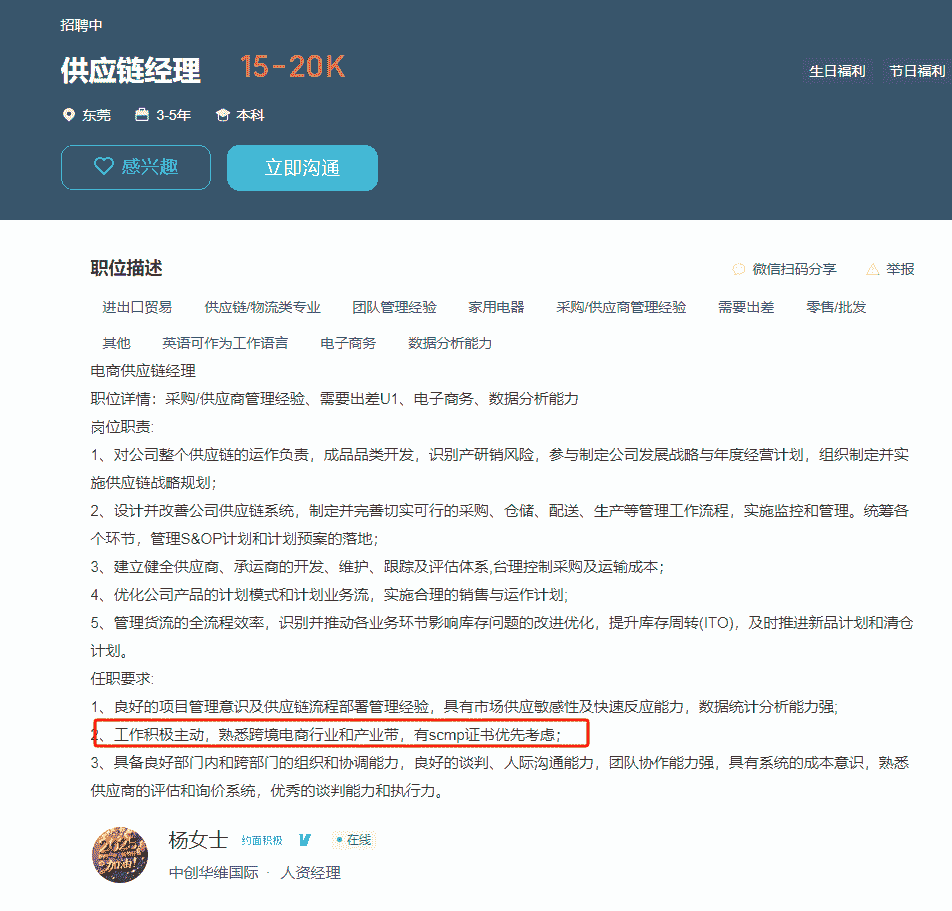 招聘中
供应链经理 15-20K
生日福利 节日福利
东莞 3-5年 本科
感兴趣 立即沟通
职位描述
微信扫码分享 举报
进出口贸易 供应链/物流类专业 团队管理经验 家用电器 采购/供应商管理经验 需要出差 零售/批发
其他 英语可作为工作语言 电子商务 数据分析能力
电商供应链经理
职位详情：采购/供应商管理经验、需要出差U1、电子商务、数据分析能力
岗位职责:
1、对公司整个供应链的运作负责，成品品类开发，识别产研销风险，参与制定公司发展战略与年度经营计划，组织制定并实
施供应链战略规划；
2、设计并改善公司供应链系统，制定并完善切实可行的采购、仓储、配送、生产等管理工作流程，实施监控和管理。统筹各
个环节，管理S&OP计划和计划预案的落地；
3、建立健全供应商、承运商的开发、维护、跟踪及评估体系,台理控制采购及运输成本；
4、优化公司产品的计划模式和计划业务流，实施合理的销售与运作计划;
5、管理货流的全流程效率，识别并推动各业务环节影响库存问题的改进优化，提升库存周转(ITO)，及时推进新品计划和清仓
计划。
任职要求:
1、良好的项目管理意识及供应链流程部署管理经验，具有市场供应敏感性及快速反应能力，数据统计分析能力强;
2、工作积极主动，熟悉跨境电商行业和产业带，有scmp证书优先考虑；
3、具备良好部门内和跨部门的组织和协调能力，良好的谈判、人际沟通能力，团队协作能力强，具有系统的成本意识，熟悉
供应商的评估和询价系统，优秀的谈判能力和执行力。
2025
加油!
杨女士 约面积极 在线
中创华维国际 · 人资经理